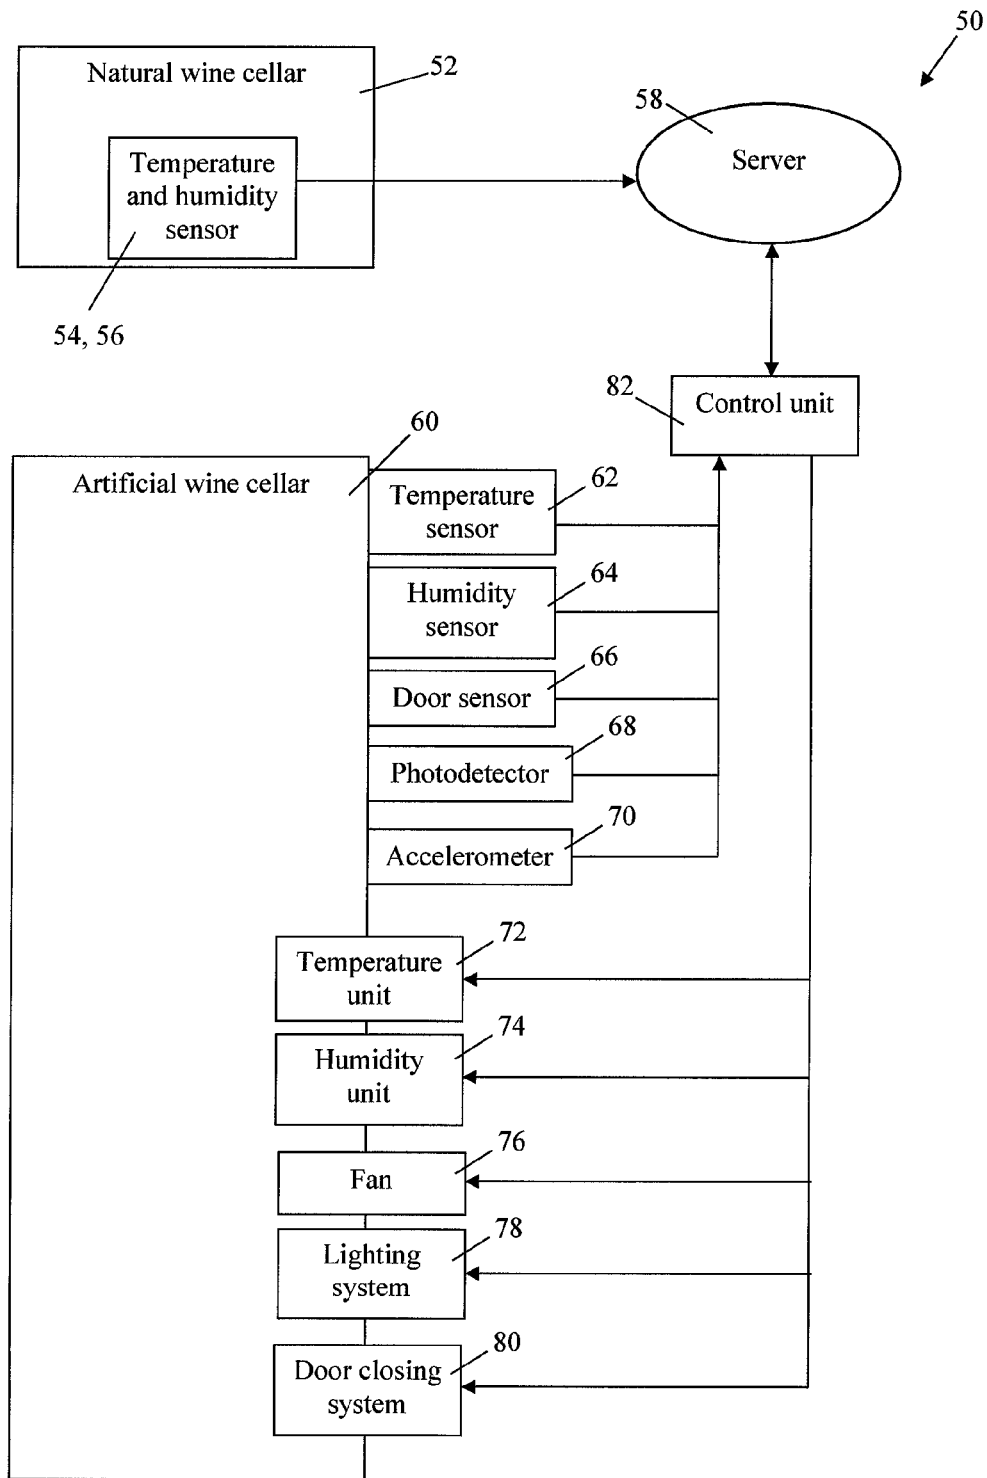 50
Natural wine cellar
52
58
Server
Temperature
and humidity
sensor
54, 56
82
Control unit
60
Artificial wine cellar
Temperature
sensor
62
Humidity
sensor
64
Door sensor
66
Photodetector
68
Accelerometer
70
Temperature
unit
72
Humidity
unit
74
Fan
76
Lighting
system
78
Door closing
system
80